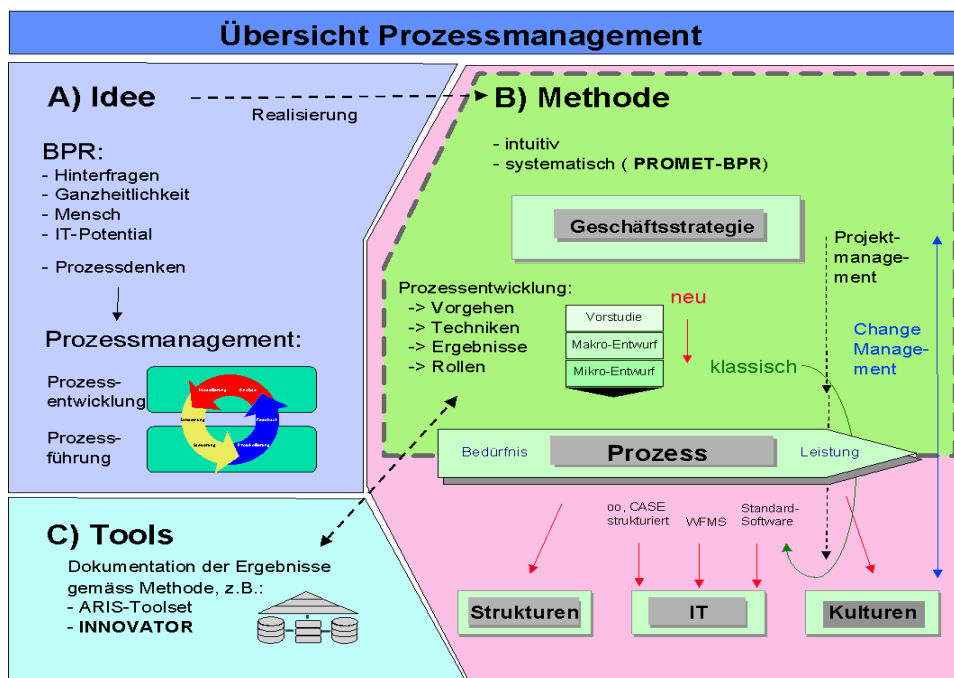 Übersicht Prozessmanagement
A) Idee
Realisierung
BPR:
- Hinterfragen
- Ganzheitlichkeit
- Mensch
- IT-Potential
- Prozessdenken
Prozessmanagement:
Prozess-
entwicklung
Prozess-
führung
B) Methode
- intuitiv
- systematisch ( PROMET-BPR)
Geschäftsstrategie
Projekt-
manage-
ment
Prozessentwicklung:
-> Vorgehen
-> Techniken
-> Ergebnisse
-> Rollen
neu
Vorstudie
Makro-Entwurf
Mikro-Entwurf
klassisch
Change
Manage-
ment
Bedürfnis
Prozess
Leistung
oo, CASE
strukturiert
WFMS
Standard-
Software
Strukturen
IT
Kulturen
C) Tools
Dokumentation der Ergebnisse
gemäss Methode, z.B.:
- ARIS-Toolset
- INNOVATOR